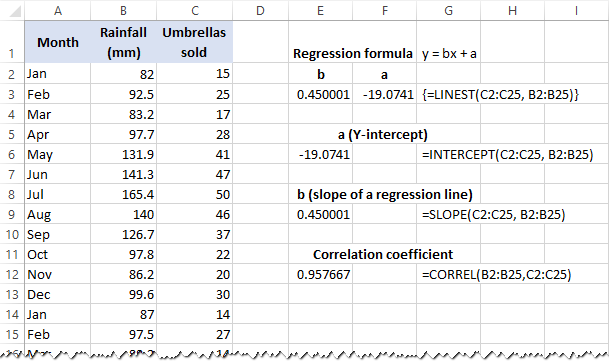 A B C D E F G H I
Month Rainfall (mm) Umbrellas sold
1 Regression formula y = bx + a
2 Jan 82 15 b a
3 Feb 92.5 25 0.450001 -19.0741 {=LINEST(C2:C25, B2:B25)}
4 Mar 83.2 17
5 Apr 97.7 28 a (Y-intercept)
6 May 131.9 41 -19.0741 =INTERCEPT(C2:C25, B2:B25)
7 Jun 141.3 47
8 Jul 165.4 50 b (slope of a regression line)
9 Aug 140 46 0.450001 =SLOPE(C2:C25, B2:B25)
10 Sep 126.7 37
11 Oct 97.8 22 Correlation coefficient
12 Nov 86.2 20 0.957667 =CORREL(B2:B25,C2:C25)
13 Dec 99.6 30
14 Jan 87 14
15 Feb 97.5 27